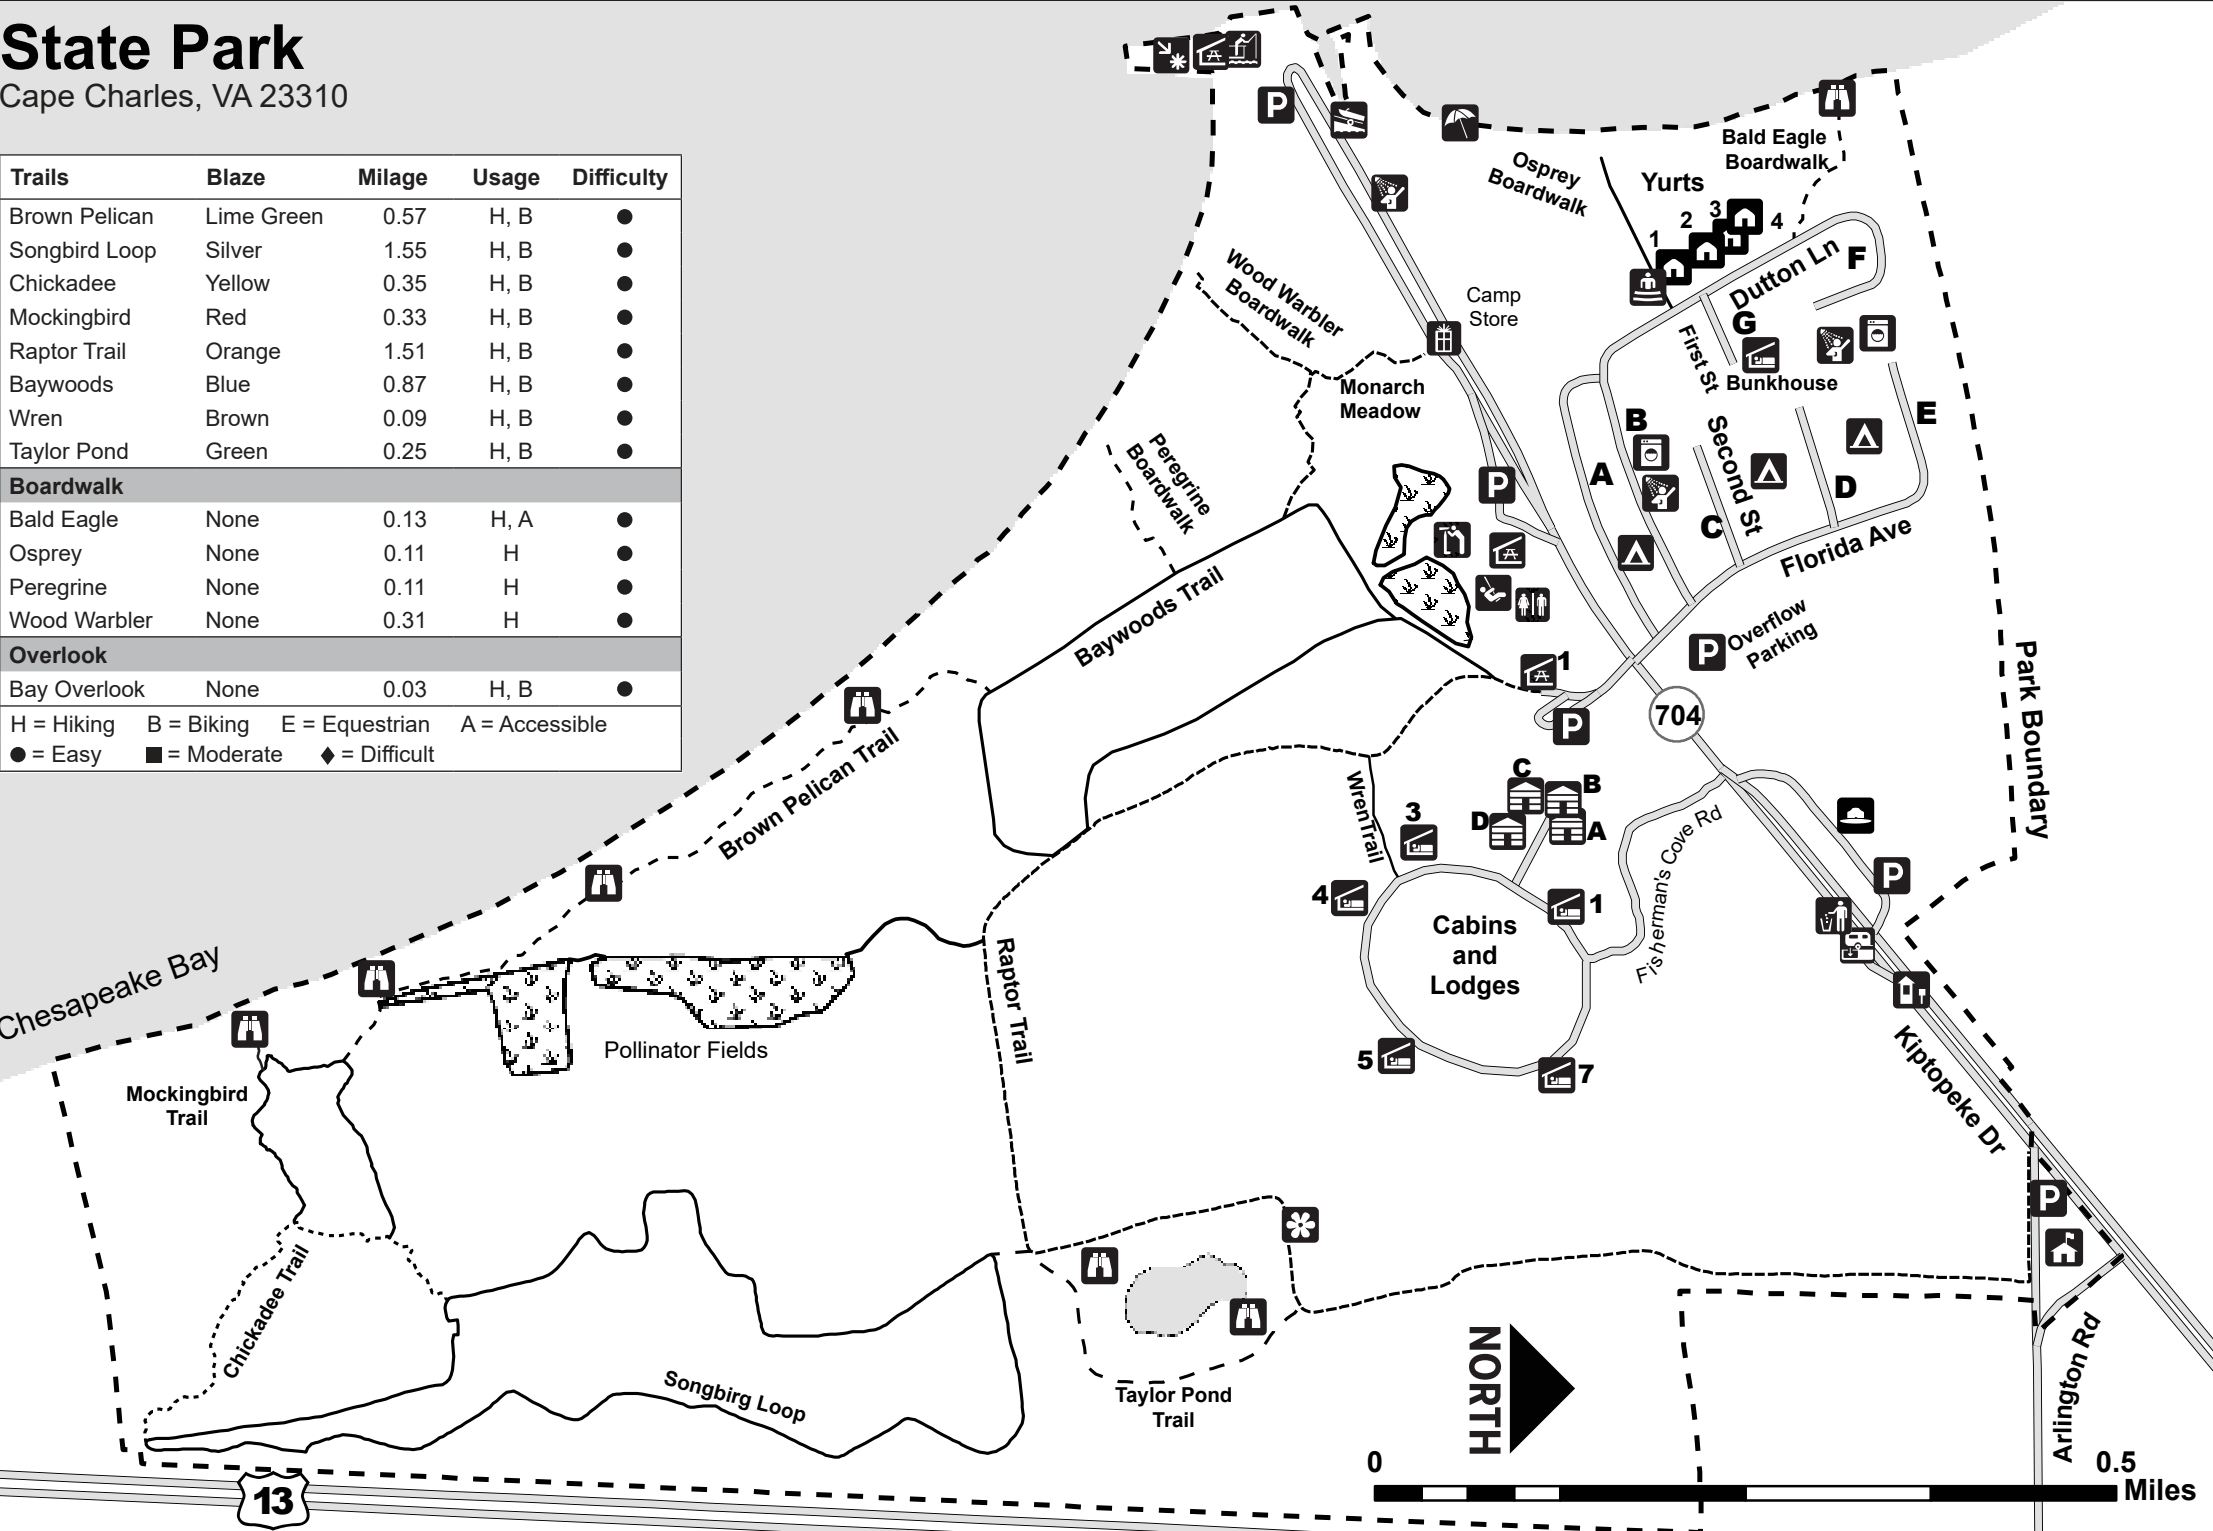 State Park
Cape Charles, VA 23310
Trails Blaze Milage Usage Difficulty
Brown Pelican Lime Green 0.57 H, B ●
Songbird Loop Silver 1.55 H, B ●
Chickadee Yellow 0.35 H, B ●
Mockingbird Red 0.33 H, B ●
Raptor Trail Orange 1.51 H, B ●
Baywoods Blue 0.87 H, B ●
Wren Brown 0.09 H, B ●
Taylor Pond Green 0.25 H, B ●
Boardwalk
Bald Eagle None 0.13 H, A ●
Osprey None 0.11 H ●
Peregrine None 0.11 H ●
Wood Warbler None 0.31 H ●
Overlook
Bay Overlook None 0.03 H, B ●
H = Hiking B = Biking E = Equestrian A = Accessible
● = Easy ■ = Moderate ♦ = Difficult
P
Bald Eagle
Boardwalk
Osprey
Boardwalk
Yurts
1
2
3
4
Dutton Ln
F
G
Wood Warbler
Boardwalk
Camp
Store
First St
Bunkhouse
Monarch
Meadow
B
E
A
Second St
D
C
Peregrine
Boardwalk
P
Florida Ave
Baywoods Trail
Overflow
Parking
P
1
P
704
Park Boundary
Brown Pelican Trail
WrenTrail
C
B
D
A
3
4
1
Cabins
and
Lodges
5
7
Fisherman's Cove Rd
P
Kiptopeke Dr
Chesapeake Bay
Pollinator Fields
Raptor Trail
Mockingbird
Trail
Chickadee Trail
Songbirg Loop
Taylor Pond
Trail
P
Arlington Rd
NORTH
0
0.5
Miles
13